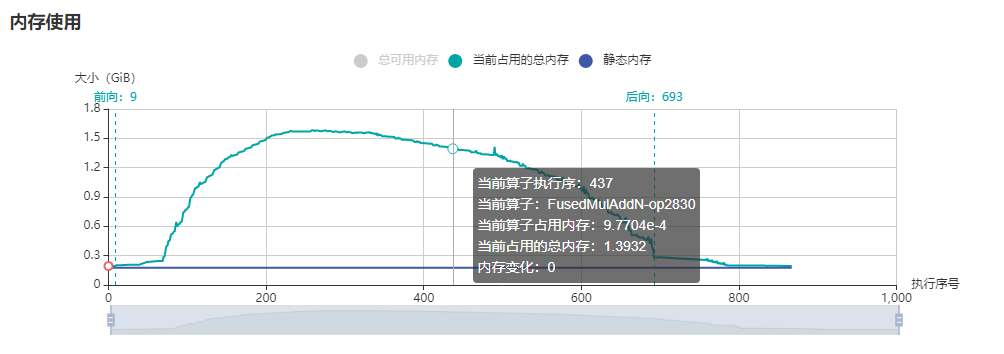 内存使用
总可用内存 当前占用的总内存 静态内存
大小（GiB）
前向：9 后向：693
1.8
1.5
1.2
0.9
0.6
0.3
0
当前算子执行序：437
当前算子：FusedMulAddN-op2830
当前算子占用内存：9.7704e-4
当前占用的总内存：1.3932
内存变化：0
0 200 400 600 800 1,000
执行序号